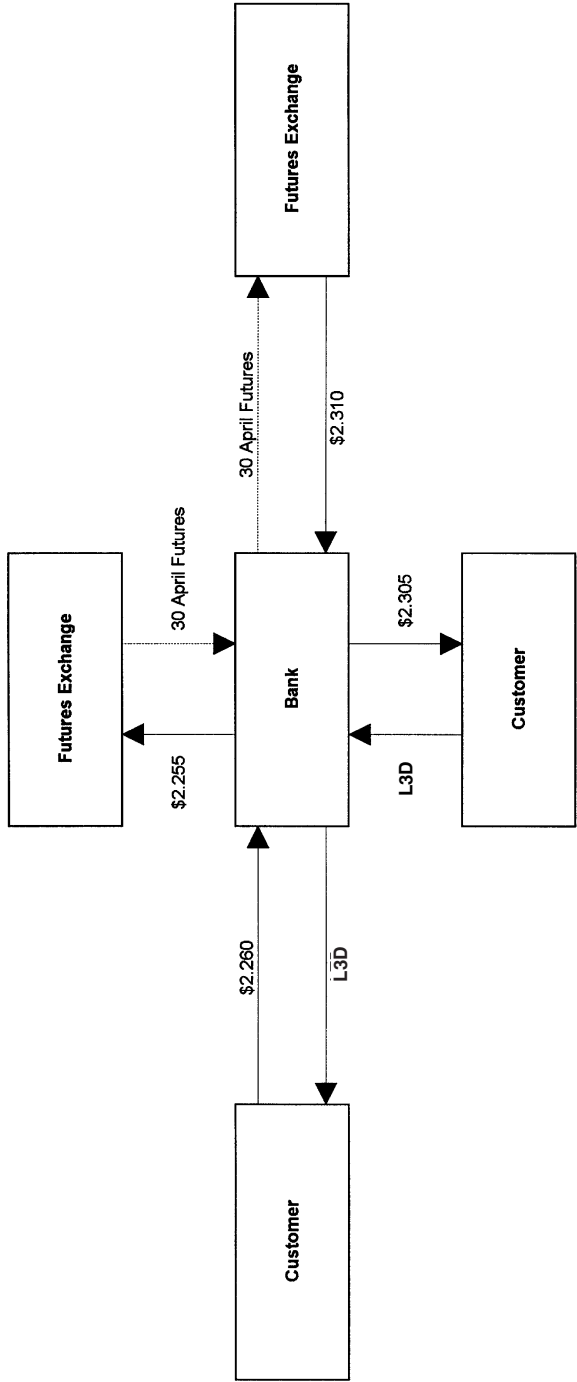 Futures Exchange
$2.255
30 April Futures
$2.260
30 April Futures
Customer
Bank
Futures Exchange
L3D
$2.310
L3D
$2.305
Customer